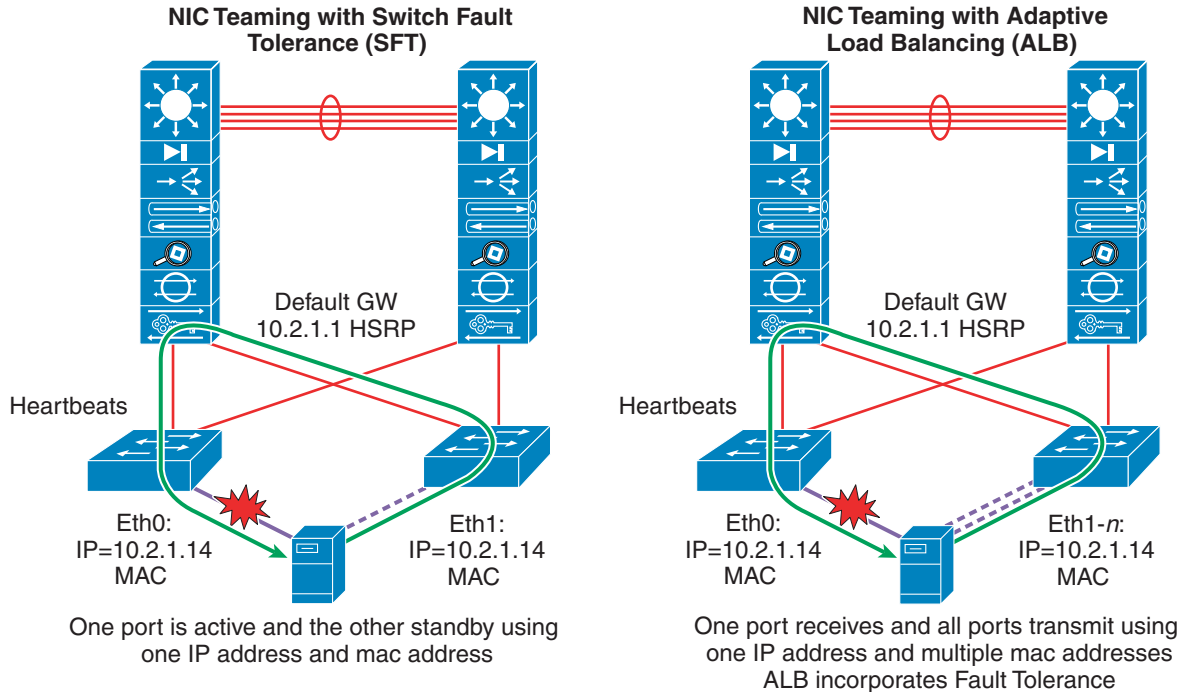 NIC Teaming with Switch Fault
Tolerance (SFT)
Default GW
10.2.1.1 HSRP
Heartbeats
Eth0:
IP=10.2.1.14
MAC
Eth1:
IP=10.2.1.14
MAC
One port is active and the other standby using
one IP address and mac address
NIC Teaming with Adaptive
Load Balancing (ALB)
Default GW
10.2.1.1 HSRP
Heartbeats
Eth0:
IP=10.2.1.14
MAC
Eth1-n:
IP=10.2.1.14
MAC
One port receives and all ports transmit using
one IP address and multiple mac addresses
ALB incorporates Fault Tolerance